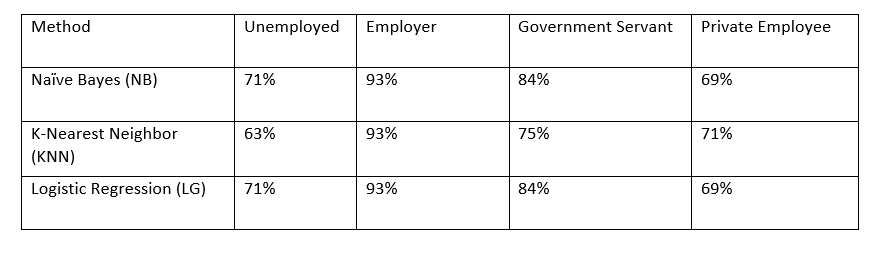 Method Unemployed Employer Government Servant Private Employee
Naïve Bayes (NB) 71% 93% 84% 69%
K-Nearest Neighbor 63% 93% 75% 71%
(KNN)
Logistic Regression (LG) 71% 93% 84% 69%